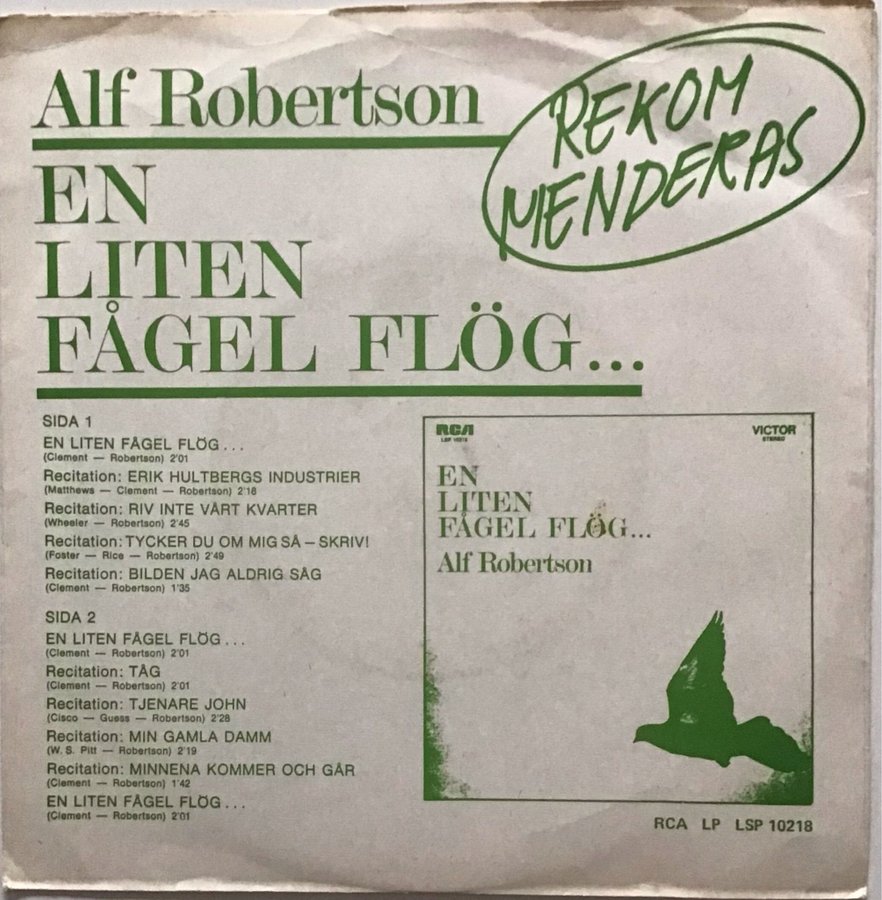 Alf Robertson
REKOM
MENDERAS
EN
LITEN
FÅGEL FLÖG...
SIDA 1
EN LITEN FÅGEL FLÖG...
(Clement — Robertson) 2'01
Recitation: ERIK HULTBERGS INDUSTRIER
(Matthews — Clement — Robertson) 2'18
Recitation: RIV INTE VÅRT KVARTER
(Wheeler — Robertson) 2'45
Recitation: TYCKER DU OM MIG SÅ – SKRIV!
(Foster — Rice — Robertson) 2'49
Recitation: BILDEN JAG ALDRIG SÅG
(Clement — Robertson) 1'35
SIDA 2
EN LITEN FÅGEL FLÖG...
(Clement — Robertson) 2'01
Recitation: TÅG
(Clement — Robertson) 2'01
Recitation: TJENARE JOHN
(Cisco — Guess — Robertson) 2'28
Recitation: MIN GAMLA DAMM
(W. S. Pitt — Robertson) 2'19
Recitation: MINNENA KOMMER OCH GÅR
(Clement — Robertson) 1'42
EN LITEN FÅGEL FLÖG...
(Clement — Robertson) 2'01
RCA
LSP 10218
VICTOR
STEREO
EN
LITEN
FÅGEL FLÖG...
Alf Robertson
RCA LP LSP 10218